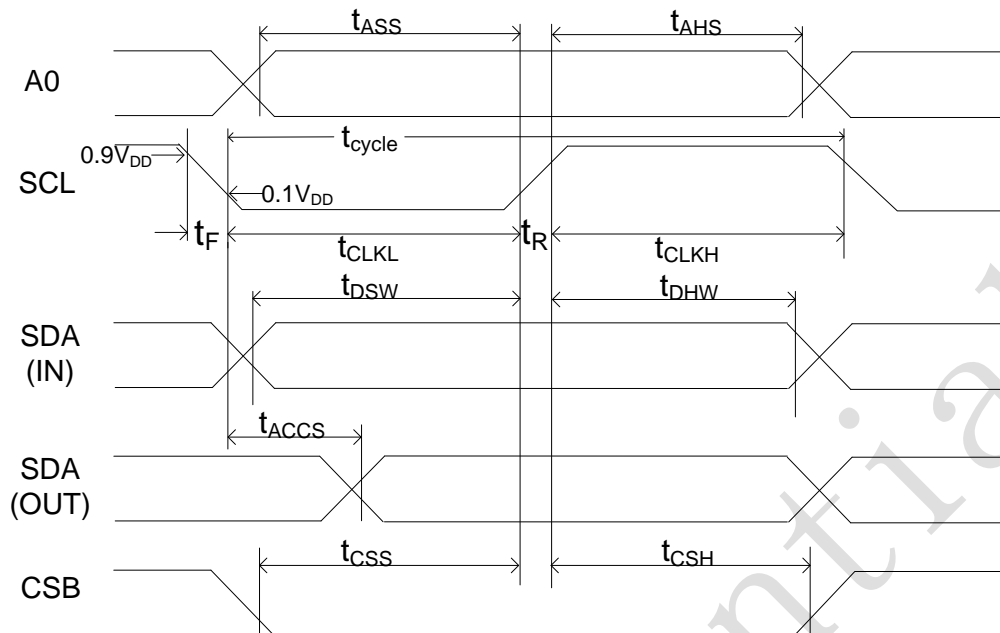 tASS
tAHS
A0
tcycle
0.9VDD
SCL
0.1VDD
tF
tR
tCLKL
tCLKH
tDSW
tDHW
SDA
(IN)
tACCS
SDA
(OUT)
tCSS
tCSH
CSB
ntial